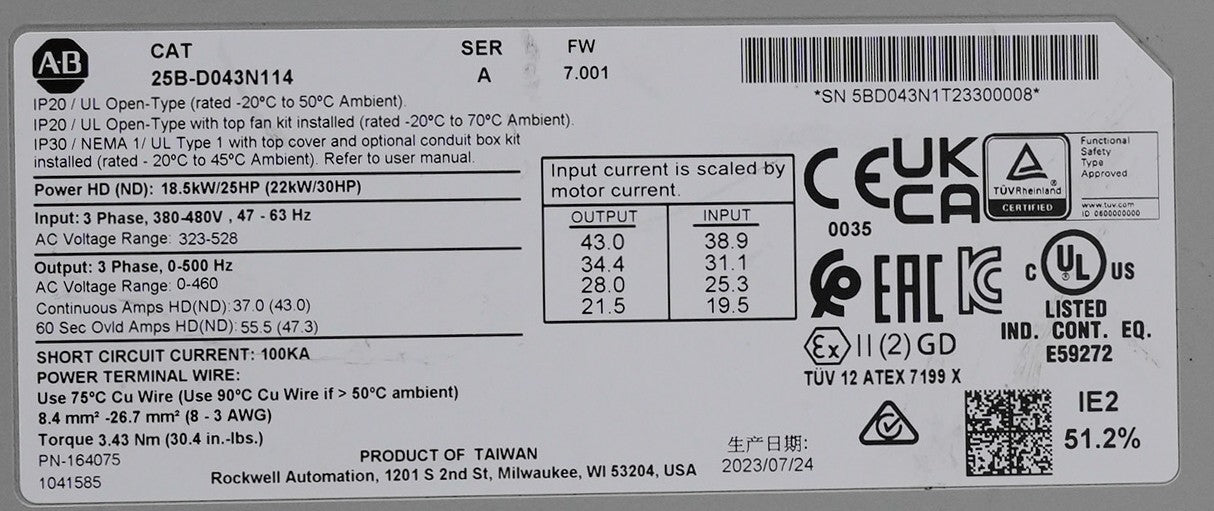 A-B
CAT SER FW
25B-D043N114 A 7.001
*SN 5BD043N1T23300008*
IP20 / UL Open-Type (rated -20°C to 50°C Ambient).
IP20 / UL Open-Type with top fan kit installed (rated -20°C to 70°C Ambient).
IP30 / NEMA 1/ UL Type 1 with top cover and optional conduit box kit
installed (rated - 20°C to 45°C Ambient). Refer to user manual.
Power HD (ND): 18.5kW/25HP (22kW/30HP)
Input: 3 Phase, 380-480V , 47 - 63 Hz
AC Voltage Range: 323-528
Output: 3 Phase, 0-500 Hz
AC Voltage Range: 0-460
Continuous Amps HD(ND): 37.0 (43.0)
60 Sec Ovld Amps HD(ND): 55.5 (47.3)
SHORT CIRCUIT CURRENT: 100KA
POWER TERMINAL WIRE:
Use 75°C Cu Wire (Use 90°C Cu Wire if > 50°C ambient)
8.4 mm² -26.7 mm² (8 - 3 AWG)
Torque 3.43 Nm (30.4 in.-lbs.)
PN-164075
1041585
Input current is scaled by
motor current.
OUTPUT INPUT
43.0 38.9
34.4 31.1
28.0 25.3
21.5 19.5
CE
0035
UK
CA
TÜVRheinland®
CERTIFIED
Functional
Safety
Type
Approved
www.tuv.com
ID 0600000000
EAC
KC
C UL US
®
LISTED
IND. CONT. EQ.
E59272
Ex II (2) GD
TÜV 12 ATEX 7199 X
IE2
51.2%
PRODUCT OF TAIWAN
Rockwell Automation, 1201 S 2nd St, Milwaukee, WI 53204, USA
生产日期:
2023/07/24